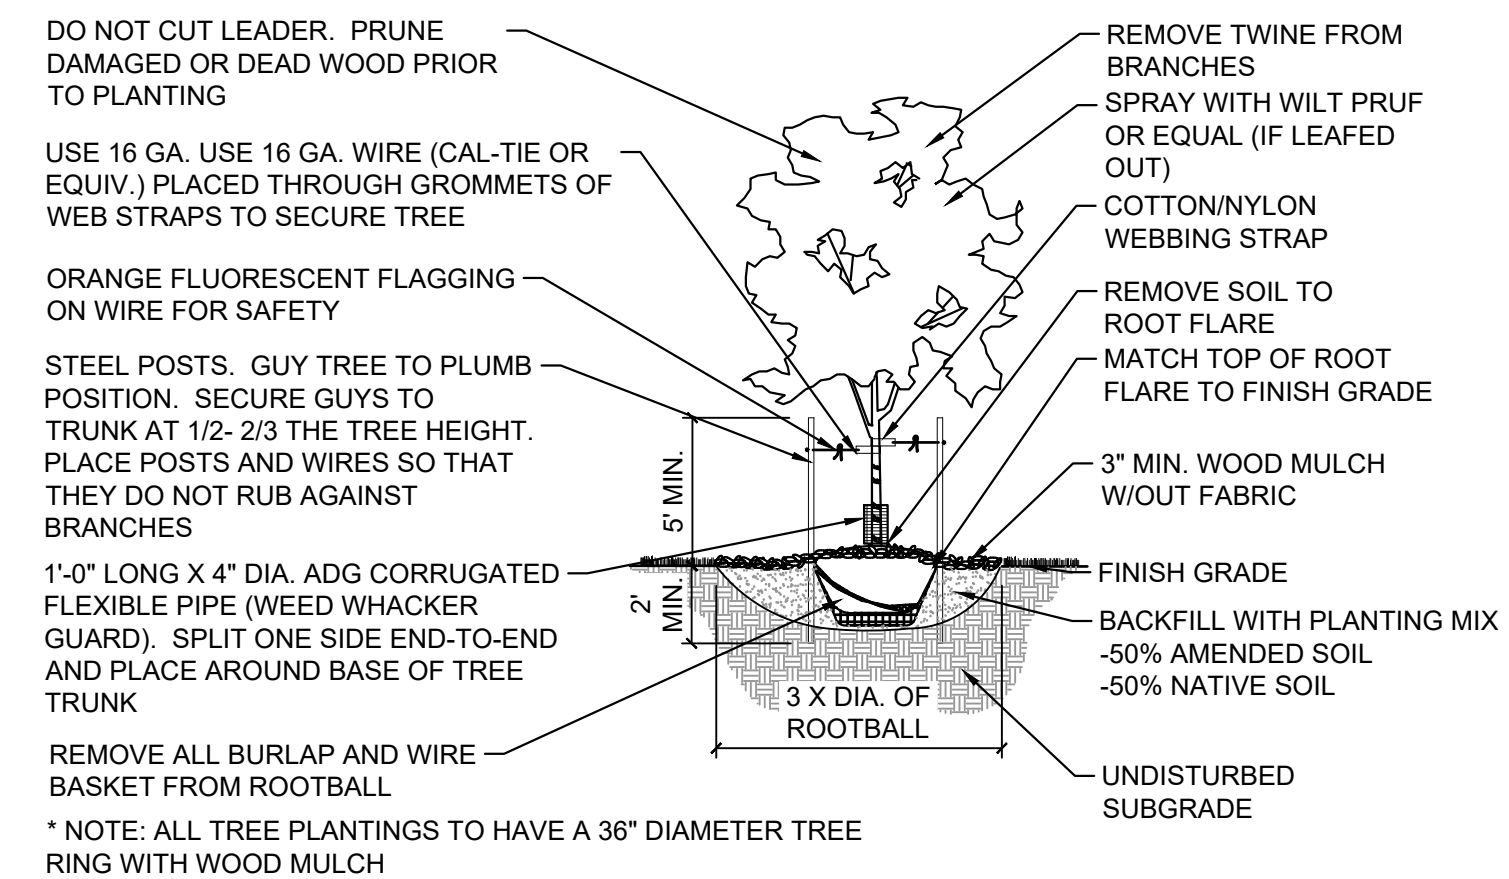 DO NOT CUT LEADER. PRUNE
DAMAGED OR DEAD WOOD PRIOR
TO PLANTING
USE 16 GA. USE 16 GA. WIRE (CAL-TIE OR
EQUIV.) PLACED THROUGH GROMMETS OF
WEB STRAPS TO SECURE TREE
ORANGE FLUORESCENT FLAGGING
ON WIRE FOR SAFETY
STEEL POSTS. GUY TREE TO PLUMB
POSITION. SECURE GUYS TO
TRUNK AT 1/2- 2/3 THE TREE HEIGHT.
PLACE POSTS AND WIRES SO THAT
THEY DO NOT RUB AGAINST
BRANCHES
1'-0" LONG X 4" DIA. ADG CORRUGATED
FLEXIBLE PIPE (WEED WHACKER
GUARD). SPLIT ONE SIDE END-TO-END
AND PLACE AROUND BASE OF TREE
TRUNK
REMOVE ALL BURLAP AND WIRE
BASKET FROM ROOTBALL
* NOTE: ALL TREE PLANTINGS TO HAVE A 36" DIAMETER TREE
RING WITH WOOD MULCH
5' MIN.
2'
MIN.
3 X DIA. OF
ROOTBALL
REMOVE TWINE FROM
BRANCHES
SPRAY WITH WILT PRUF
OR EQUAL (IF LEAFED
OUT)
COTTON/NYLON
WEBBING STRAP
REMOVE SOIL TO
ROOT FLARE
MATCH TOP OF ROOT
FLARE TO FINISH GRADE
3" MIN. WOOD MULCH
W/OUT FABRIC
FINISH GRADE
BACKFILL WITH PLANTING MIX
-50% AMENDED SOIL
-50% NATIVE SOIL
UNDISTURBED
SUBGRADE